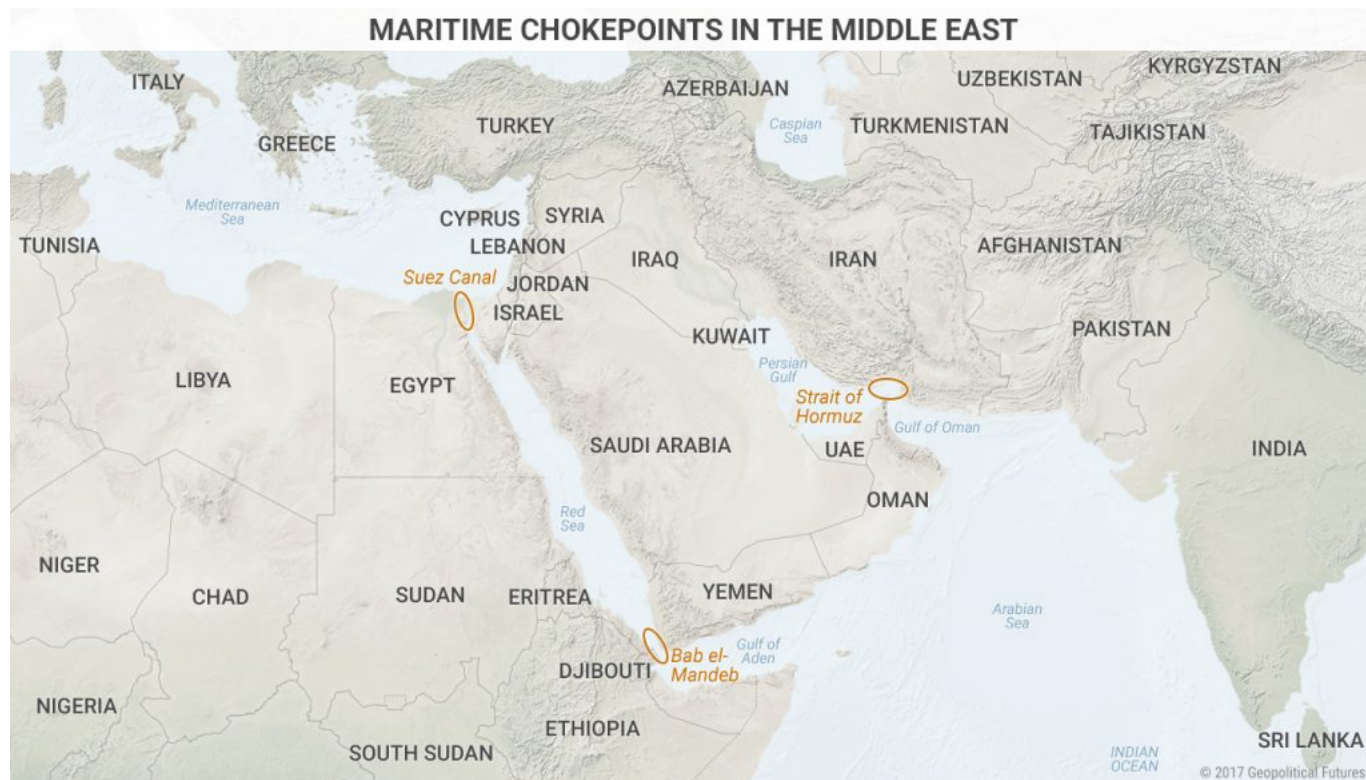 MARITIME CHOKEPOINTS IN THE MIDDLE EAST
ITALY
GREECE
TURKEY
AZERBAIJAN
Caspian
Sea
UZBEKISTAN
KYRGYZSTAN
TURKMENISTAN
TAJIKISTAN
Mediterranean
Sea
TUNISIA
CYPRUS
SYRIA
LEBANON
IRAQ
IRAN
AFGHANISTAN
Suez Canal
JORDAN
ISRAEL
KUWAIT
PAKISTAN
Persian
Gulf
LIBYA
EGYPT
Strait of
Hormuz
Gulf of Oman
SAUDI ARABIA
UAE
INDIA
OMAN
Red
Sea
NIGER
CHAD
SUDAN
ERITREA
YEMEN
Arabian
Sea
Gulf of
Aden
Bab el-
Mandeb
DJIBOUTI
NIGERIA
ETHIOPIA
SOUTH SUDAN
SRI LANKA
INDIAN
OCEAN
© 2017 Geopolitical Futures